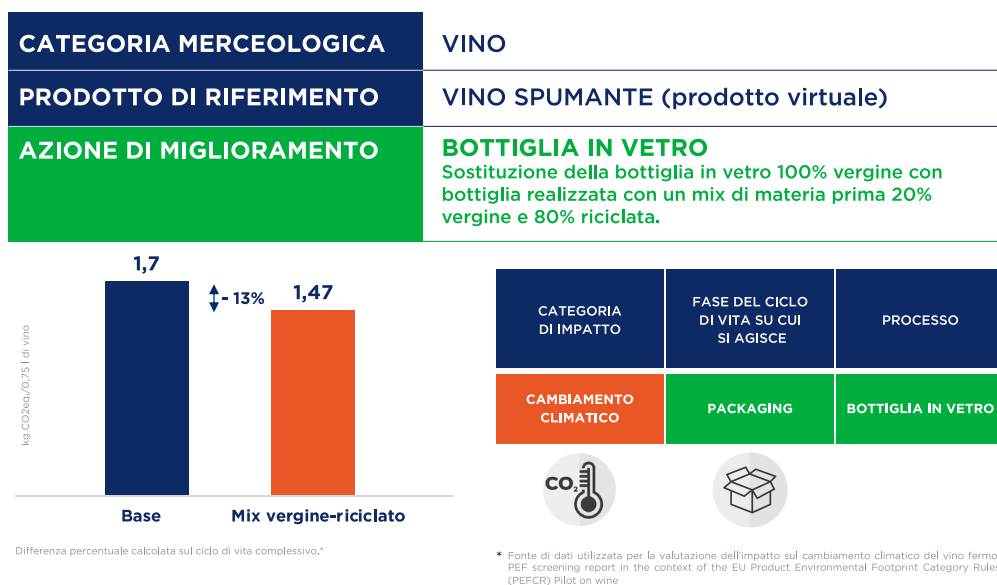 CATEGORIA MERCEOLOGICA
VINO
PRODOTTO DI RIFERIMENTO
VINO SPUMANTE (prodotto virtuale)
AZIONE DI MIGLIORAMENTO
BOTTIGLIA IN VETRO
Sostituzione della bottiglia in vetro 100% vergine con
bottiglia realizzata con un mix di materia prima 20%
vergine e 80% riciclata.
1,7
- 13%
1,47
kg CO2eq./0,75 l di vino
Base
Mix vergine-riciclato
Differenza percentuale calcolata sul ciclo di vita complessivo.*
CATEGORIA
DI IMPATTO
FASE DEL CICLO
DI VITA SU CUI
SI AGISCE
PROCESSO
CAMBIAMENTO
CLIMATICO
PACKAGING
BOTTIGLIA IN VETRO
CO2
* Fonte di dati utilizzata per la valutazione dell'impatto sul cambiamento climatico del vino fermo:
PEF screening report in the context of the EU Product Environmental Footprint Category Rules
(PEFCR) Pilot on wine